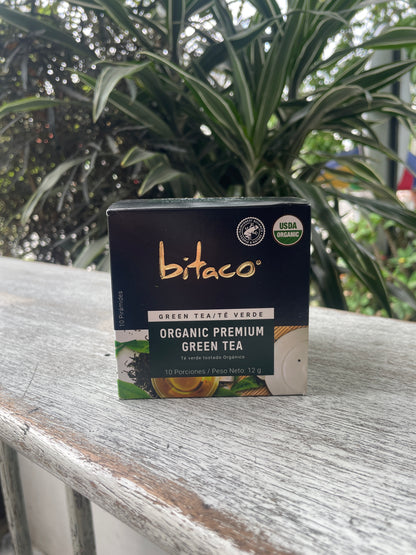 bitaco®
USDA
ORGANIC
GREEN TEA/TÉ VERDE
ORGANIC PREMIUM
GREEN TEA
Té verde tostado Orgánico
10 Porciones / Peso Neto: 12 g
10 Pirámides